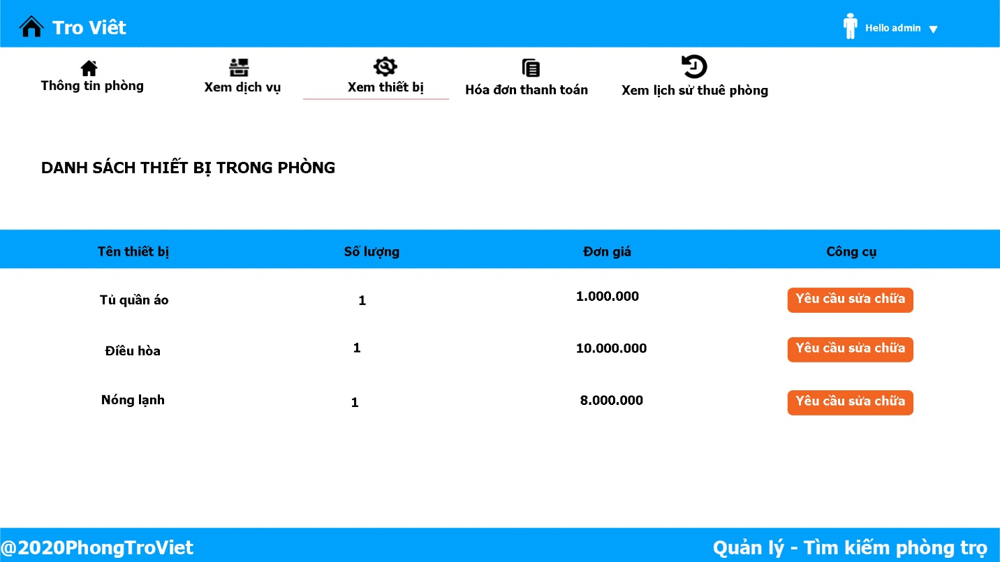 Tro Viêt
Hello admin
Thông tin phòng
Xem dịch vụ
Xem thiết bị
Hóa đơn thanh toán
Xem lịch sử thuê phòng
DANH SÁCH THIẾT BỊ TRONG PHÒNG
Tên thiết bị Số lượng Đơn giá Công cụ
Tủ quần áo 1 1.000.000 Yêu cầu sửa chữa
Điều hòa 1 10.000.000 Yêu cầu sửa chữa
Nóng lạnh 1 8.000.000 Yêu cầu sửa chữa
@2020PhongTroViet Quản lý - Tìm kiếm phòng trọ